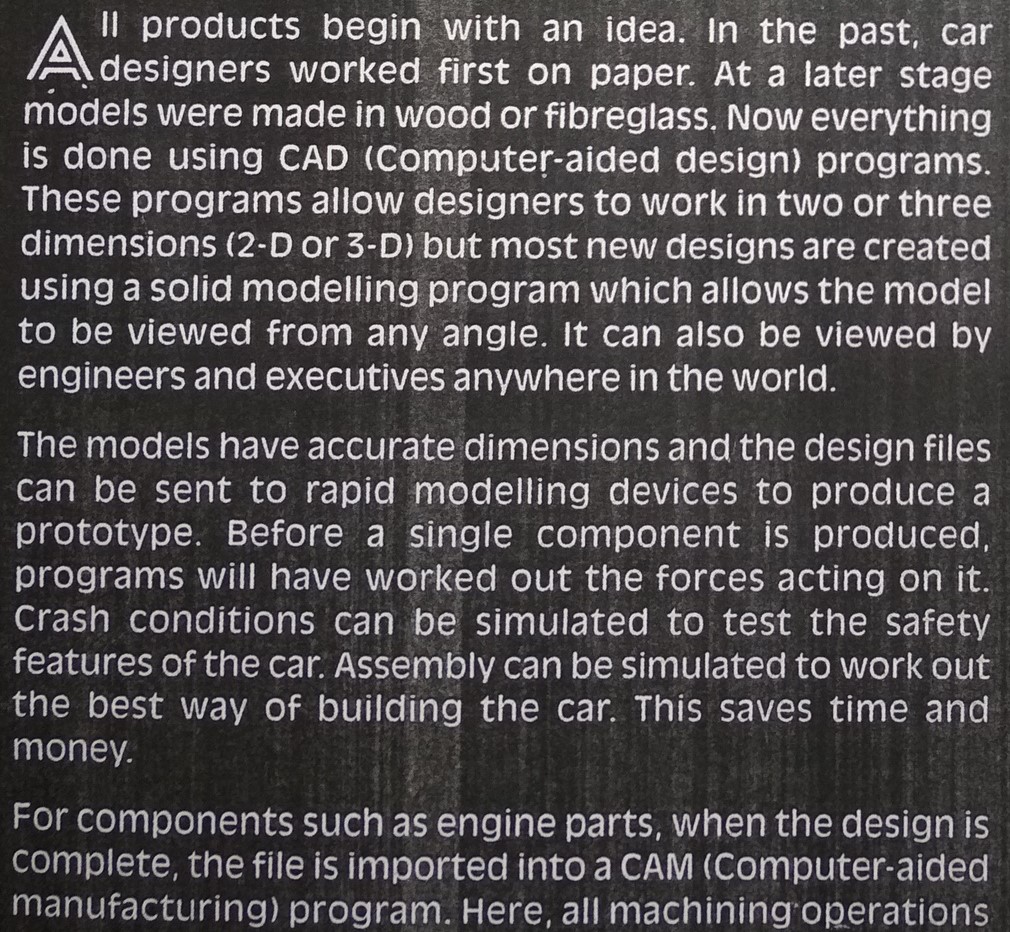 All products begin with an idea. In the past, car
designers worked first on paper. At a later stage
models were made in wood or fibreglass. Now everything
is done using CAD (Computer-aided design) programs.
These programs allow designers to work in two or three
dimensions (2-D or 3-D) but most new designs are created
using a solid modelling program which allows the model
to be viewed from any angle. It can also be viewed by
engineers and executives anywhere in the world.
The models have accurate dimensions and the design files
can be sent to rapid modelling devices to produce a
prototype. Before a single component is produced,
programs will have worked out the forces acting on it.
Crash conditions can be simulated to test the safety
features of the car. Assembly can be simulated to work out
the best way of building the car. This saves time and
money.
For components such as engine parts, when the design is
complete, the file is imported into a CAM (Computer-aided
manufacturing) program. Here, all machining operations